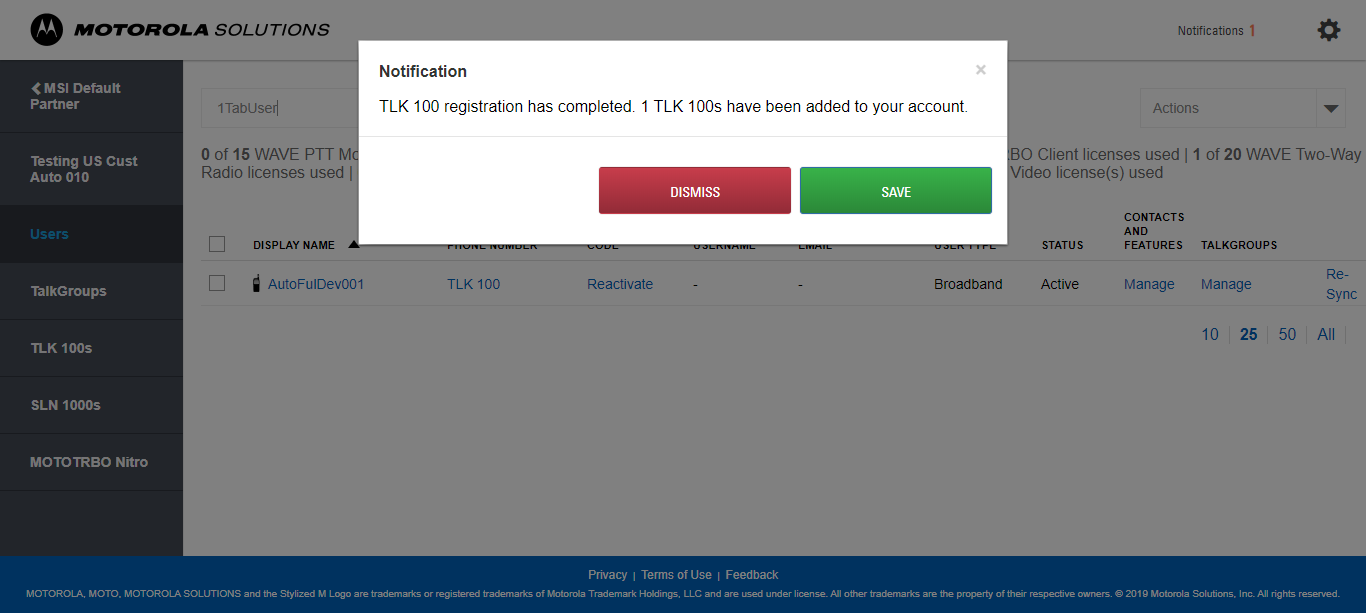 MOTOROLA SOLUTIONS
Notifications 1
MSI Default
Partner
Testing US Cust
Auto 010
Users
TalkGroups
TLK 100s
SLN 1000s
MOTOTRBO Nitro
1TabUser
Actions
Notification
×
TLK 100 registration has completed. 1 TLK 100s have been added to your account.
DISMISS
SAVE
0 of 15 WAVE PTT
Client licenses used | 1 of 20 WAVE Two-Way
Radio licenses used |
Video license(s) used
DISPLAY NAME
PHONE NUMBER
CODE
USERNAME
EMAIL
USER TYPE
STATUS
CONTACTS
AND
FEATURES
TALKGROUPS
AutoFulDev001
TLK 100
Reactivate
-
-
Broadband
Active
Manage
Manage
Re-
Sync
10 | 25 | 50 | All
Privacy | Terms of Use | Feedback
MOTOROLA, MOTO, MOTOROLA SOLUTIONS and the Stylized M Logo are trademarks or registered trademarks of Motorola Trademark Holdings, LLC and are used under license. All other trademarks are the property of their respective owners. © 2019 Motorola Solutions, Inc. All rights reserved.